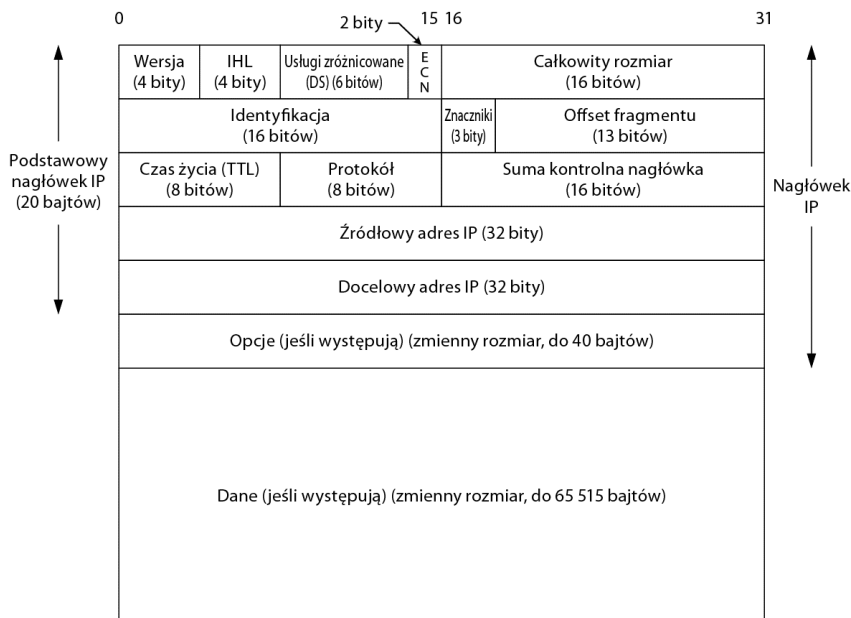 0
2 bity
15 16
31
Wersja
(4 bity)
IHL
(4 bity)
Usługi zróżnicowane
(DS) (6 bitów)
E
C
N
Całkowity rozmiar
(16 bitów)
Identyfikacja
(16 bitów)
Znaczniki
(3 bity)
Offset fragmentu
(13 bitów)
Podstawowy
nagłówek IP
(20 bajtów)
Czas życia (TTL)
(8 bitów)
Protokół
(8 bitów)
Suma kontrolna nagłówka
(16 bitów)
Nagłówek
IP
Źródłowy adres IP (32 bity)
Docelowy adres IP (32 bity)
Opcje (jeśli występują) (zmienny rozmiar, do 40 bajtów)
Dane (jeśli występują) (zmienny rozmiar, do 65 515 bajtów)